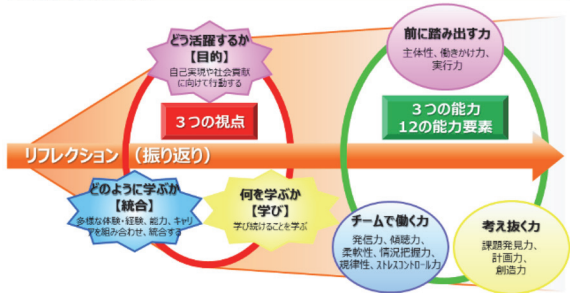 どう活躍するか
【目的】
自己実現や社会貢献
に向けて行動する
３つの視点
リフレクション （振り返り）
どのように学ぶか
【統合】
多様な体験・経験、能力、キャリ
アを組み合わせ、統合する
何を学ぶか
【学び】
学び続けることを学ぶ
前に踏み出す力
主体性、働きかけ力、
実行力
３つの能力
12の能力要素
チームで働く力
発信力、傾聴力、
柔軟性、情況把握力、
規律性、ストレスコントロール力
考え抜く力
課題発見力、
計画力、
創造力